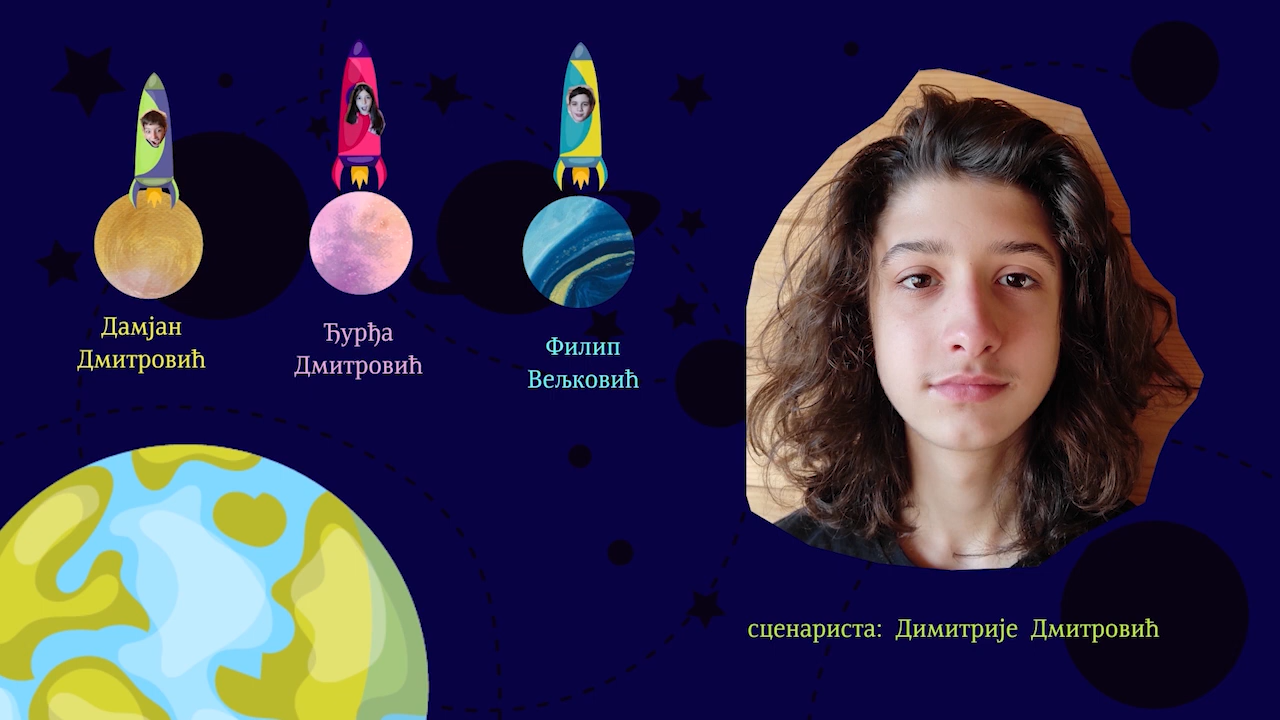 Дамјан
Дмитровић
Ђурђа
Дмитровић
Филип
Вељковић
сценариста: Димитрије Дмитровић